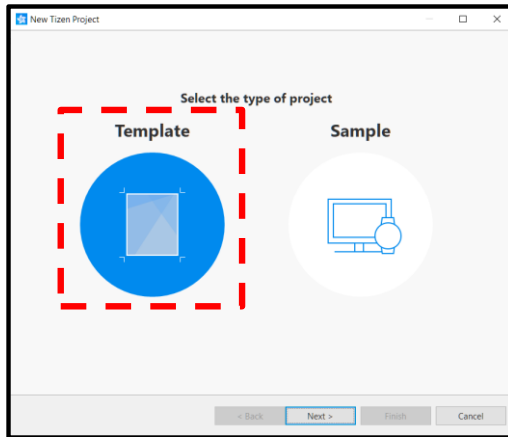 New Tizen Project
Select the type of project
Template
Sample
< Back
Next >
Finish
Cancel